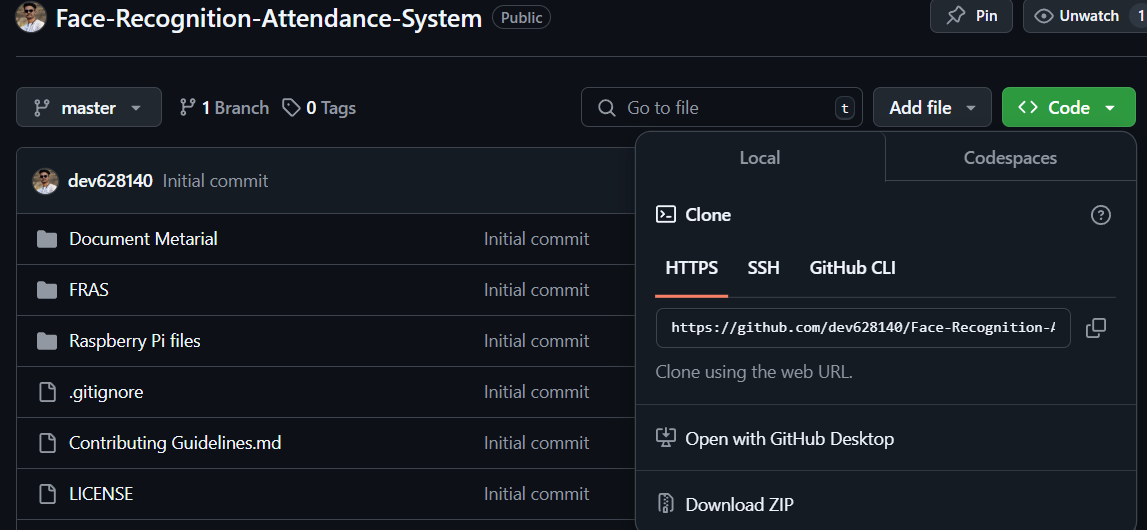 Face-Recognition-Attendance-System Public Pin Unwatch 1
master 1 Branch 0 Tags Go to file t Add file Code
Local Codespaces
dev628140 Initial commit
Clone
Document Metarial Initial commit
HTTPS SSH GitHub CLI
FRAS Initial commit
https://github.com/dev628140/Face-Recognition-A
Raspberry Pi files Initial commit
Clone using the web URL.
.gitignore Initial commit
Contributing Guidelines.md Initial commit
Open with GitHub Desktop
LICENSE Initial commit
Download ZIP